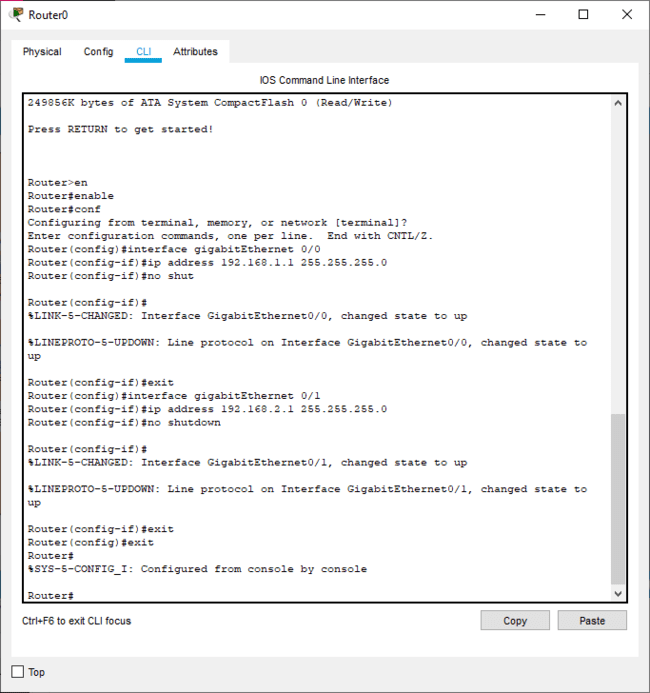 Router0
Physical Config CLI Attributes
IOS Command Line Interface
249856K bytes of ATA System CompactFlash 0 (Read/Write)
Press RETURN to get started!
Router>en
Router#enable
Router#conf
Configuring from terminal, memory, or network [terminal]?
Enter configuration commands, one per line.  End with CNTL/Z.
Router(config)#interface gigabitEthernet 0/0
Router(config-if)#ip address 192.168.1.1 255.255.255.0
Router(config-if)#no shut
Router(config-if)#
%LINK-5-CHANGED: Interface GigabitEthernet0/0, changed state to up
%LINEPROTO-5-UPDOWN: Line protocol on Interface GigabitEthernet0/0, changed state to
up
Router(config-if)#exit
Router(config)#interface gigabitEthernet 0/1
Router(config-if)#ip address 192.168.2.1 255.255.255.0
Router(config-if)#no shutdown
Router(config-if)#
%LINK-5-CHANGED: Interface GigabitEthernet0/1, changed state to up
%LINEPROTO-5-UPDOWN: Line protocol on Interface GigabitEthernet0/1, changed state to
up
Router(config-if)#exit
Router(config)#exit
Router#
%SYS-5-CONFIG_I: Configured from console by console
Router#
Ctrl+F6 to exit CLI focus
Copy Paste
Top